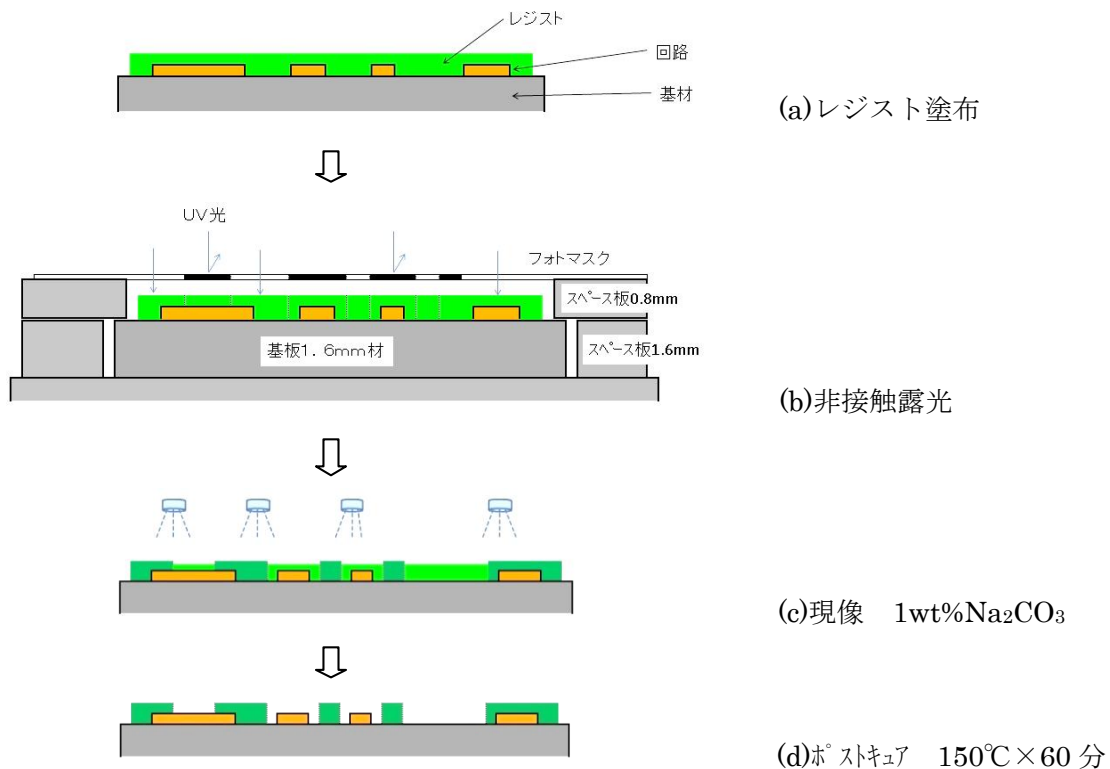 レジスト
回路
基材
(a)レジスト塗布
UV光
フォトマスク
スペース板0.8mm
基板1．6mm材
スペース板1.6mm
(b)非接触露光
(c)現像　1wt%Na2CO3
(d)ポストキュア　150℃×60 分